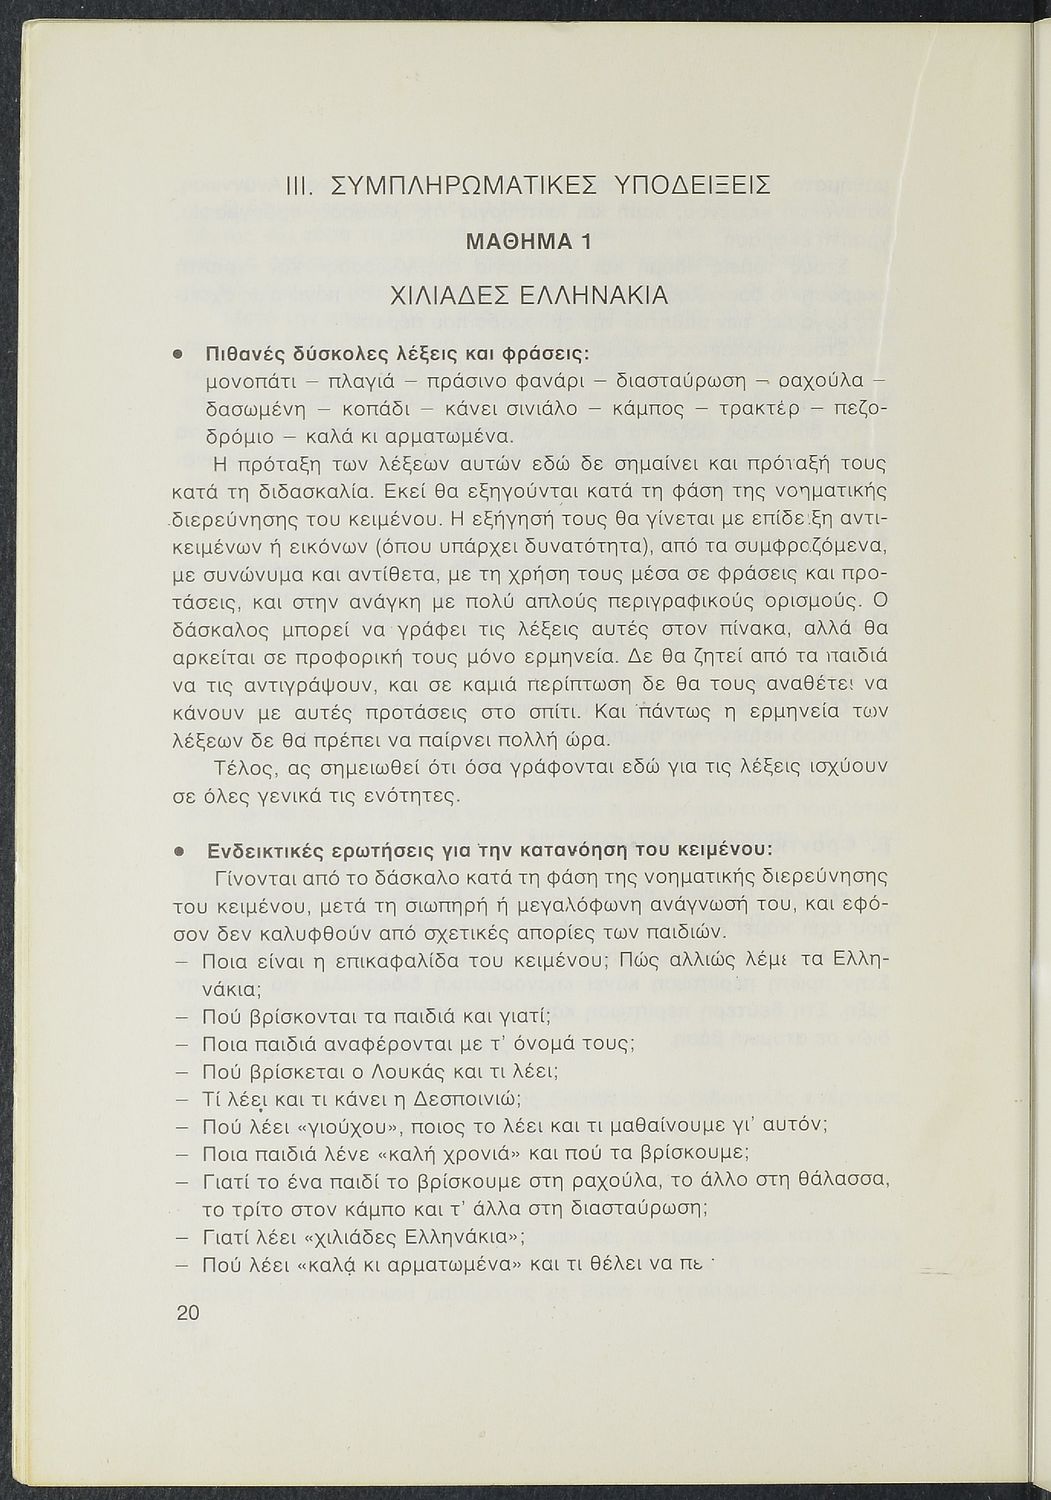 III. ΣΥΜΠΛΗΡΩΜΑΤΙΚΕΣ ΥΠΟΔΕΙΞΕΙΣ
ΜΑΘΗΜΑ 1
ΧΙΛΙΑΔΕΣ ΕΛΛΗΝΑΚΙΑ
• Πιθανές δύσκολες λέξεις και φράσεις:
μονοπάτι – πλαγιά – πράσινο φανάρι – διασταύρωση – ραχούλα –
δασωμένη – κοπάδι – κάνει σινιάλο – κάμπος – τρακτέρ – πεζο-
δρόμιο – καλά κι αρματωμένα.
Η πρόταξη των λέξεων αυτών εδώ δε σημαίνει και πρόταξή τους
κατά τη διδασκαλία. Εκεί θα εξηγούνται κατά τη φάση της νοηματικής
διερεύνησης του κειμένου. Η εξήγησή τους θα γίνεται με επίδειξη αντι-
κειμένων ή εικόνων (όπου υπάρχει δυνατότητα), από τα συμφραζόμενα,
με συνώνυμα και αντίθετα, με τη χρήση τους μέσα σε φράσεις και προ-
τάσεις, και στην ανάγκη με πολύ απλούς περιγραφικούς ορισμούς. Ο
δάσκαλος μπορεί να γράφει τις λέξεις αυτές στον πίνακα, αλλά θα
αρκείται σε προφορική τους μόνο ερμηνεία. Δε θα ζητεί από τα παιδιά
να τις αντιγράψουν, και σε καμιά περίπτωση δε θα τους αναθέτει να
κάνουν με αυτές προτάσεις στο σπίτι. Και πάντως η ερμηνεία των
λέξεων δε θα πρέπει να παίρνει πολλή ώρα.
Τέλος, ας σημειωθεί ότι όσα γράφονται εδώ για τις λέξεις ισχύουν
σε όλες γενικά τις ενότητες.
• Ενδεικτικές ερωτήσεις για την κατανόηση του κειμένου:
Γίνονται από το δάσκαλο κατά τη φάση της νοηματικής διερεύνησης
του κειμένου, μετά τη σιωπηρή ή μεγαλόφωνη ανάγνωσή του, και εφό-
σον δεν καλυφθούν από σχετικές απορίες των παιδιών.
– Ποια είναι η επικαφαλίδα του κειμένου; Πώς αλλιώς λέμε τα Ελλη-
νάκια;
– Πού βρίσκονται τα παιδιά και γιατί;
– Ποια παιδιά αναφέρονται με τ' όνομά τους;
– Πού βρίσκεται ο Λουκάς και τι λέει;
– Τί λέει και τι κάνει η Δεσποινιώ;
– Πού λέει «γιούχου», ποιος το λέει και τι μαθαίνουμε γι' αυτόν;
– Ποια παιδιά λένε «καλή χρονιά» και πού τα βρίσκουμε;
– Γιατί το ένα παιδί το βρίσκουμε στη ραχούλα, το άλλο στη θάλασσα,
το τρίτο στον κάμπο και τ' άλλα στη διασταύρωση;
– Γιατί λέει «χιλιάδες Ελληνάκια»;
– Πού λέει «καλά κι αρματωμένα» και τι θέλει να
20